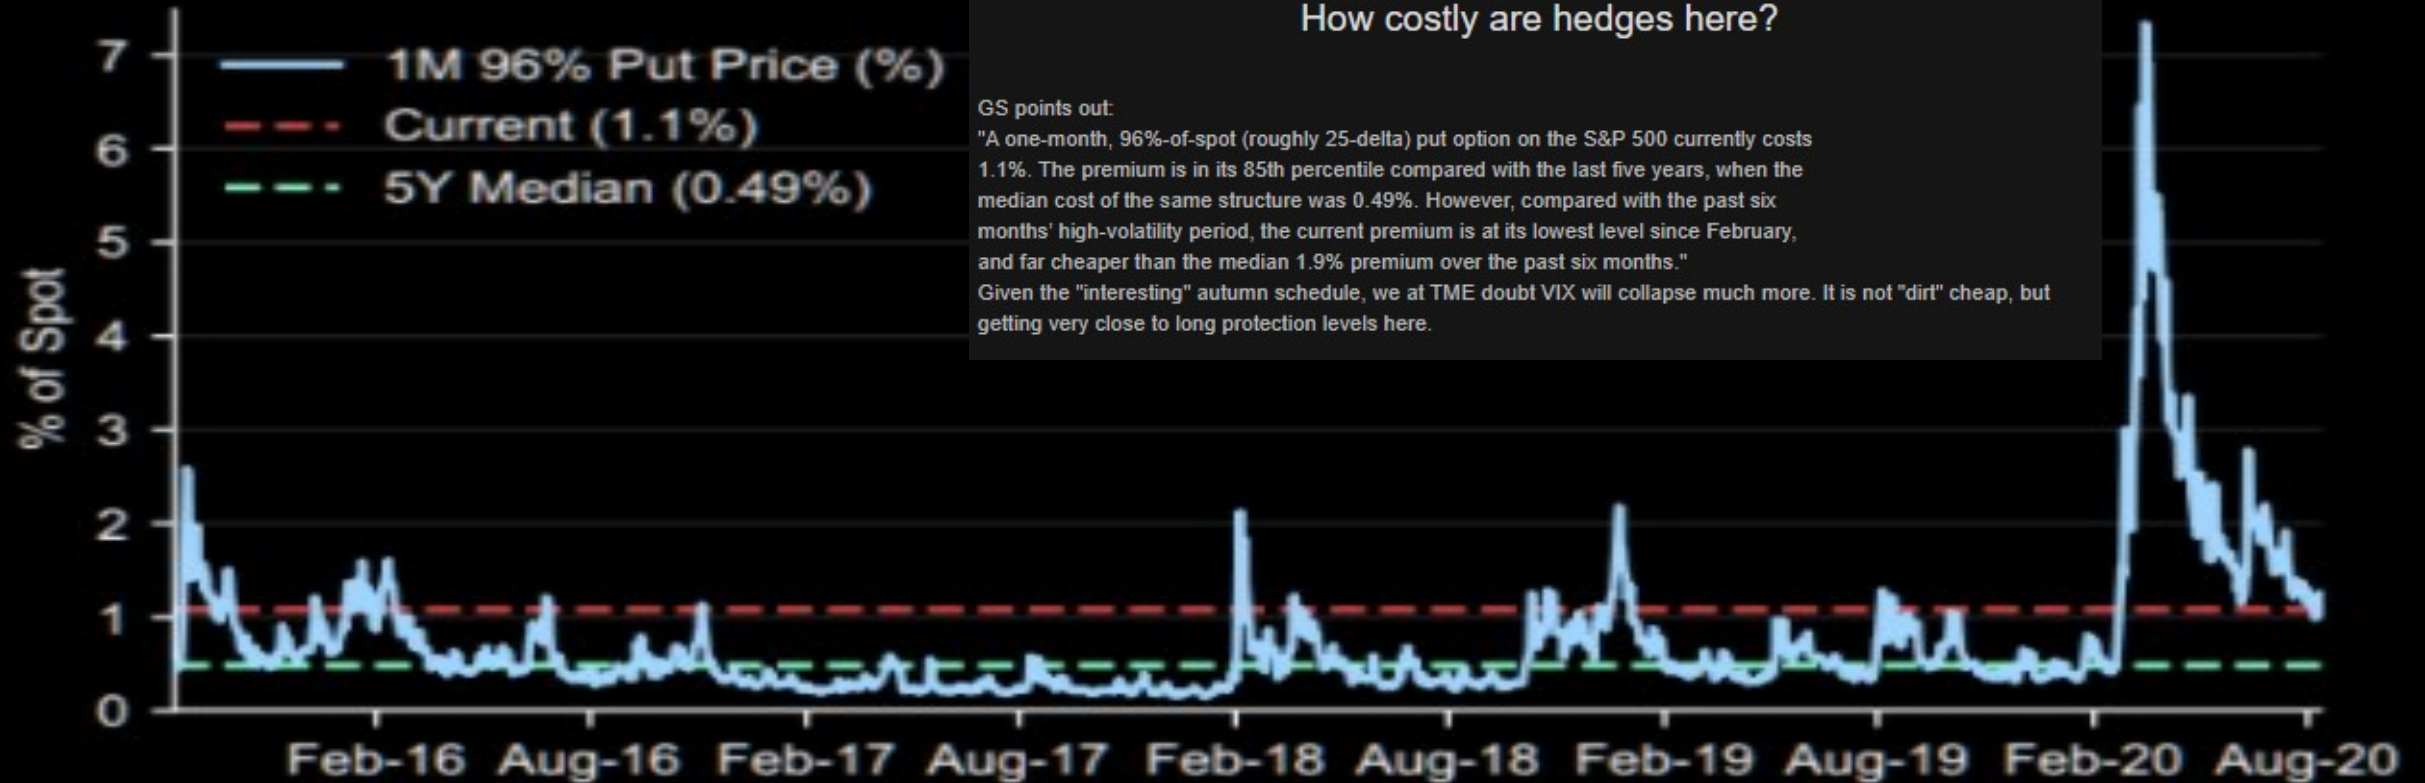 How costly are hedges here?
GS points out:
"A one-month, 96%-of-spot (roughly 25-delta) put option on the S&P 500 currently costs
1.1%. The premium is in its 85th percentile compared with the last five years, when the
median cost of the same structure was 0.49%. However, compared with the past six
months' high-volatility period, the current premium is at its lowest level since February,
and far cheaper than the median 1.9% premium over the past six months."
Given the "interesting" autumn schedule, we at TME doubt VIX will collapse much more. It is not "dirt" cheap, but
getting very close to long protection levels here.
1M 96% Put Price (%)
Current (1.1%)
5Y Median (0.49%)
% of Spot
7
6
5
4
3
2
1
0
Feb-16 Aug-16 Feb-17 Aug-17 Feb-18 Aug-18 Feb-19 Aug-19 Feb-20 Aug-20